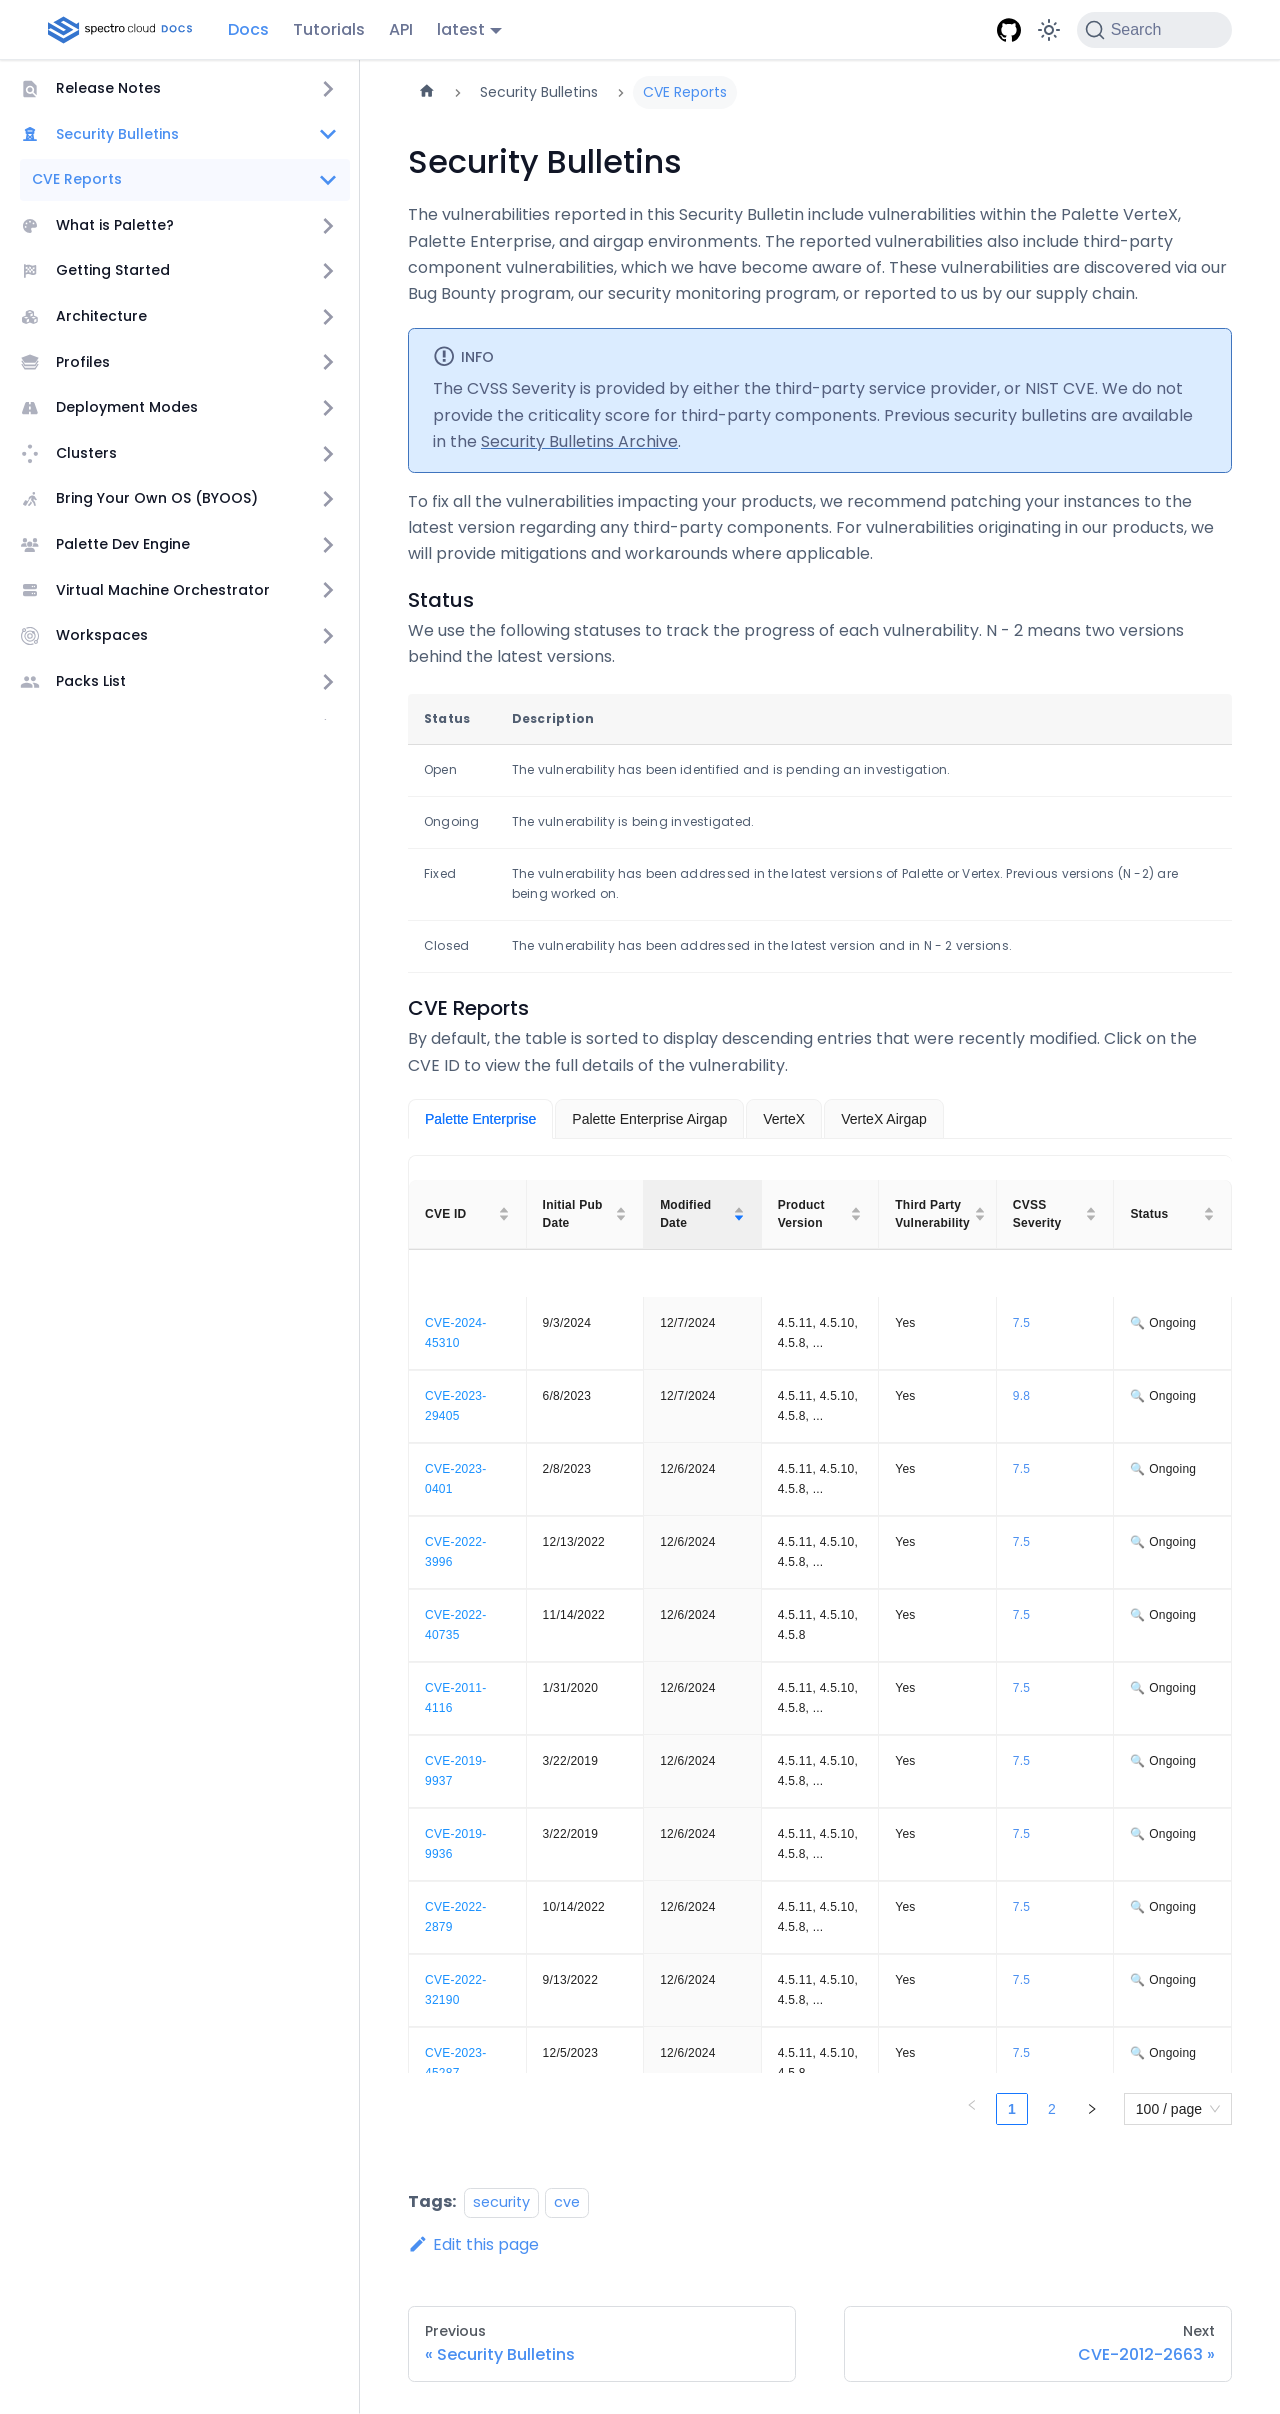 spectro cloud DOCS
Docs
Tutorials
API
latest
Search
Release Notes
Security Bulletins
CVE Reports
What is Palette?
Getting Started
Architecture
Profiles
Deployment Modes
Clusters
Bring Your Own OS (BYOOS)
Palette Dev Engine
Virtual Machine Orchestrator
Workspaces
Packs List
Security Bulletins
CVE Reports
Security Bulletins
The vulnerabilities reported in this Security Bulletin include vulnerabilities within the Palette VerteX,
Palette Enterprise, and airgap environments. The reported vulnerabilities also include third-party
component vulnerabilities, which we have become aware of. These vulnerabilities are discovered via our
Bug Bounty program, our security monitoring program, or reported to us by our supply chain.
INFO
The CVSS Severity is provided by either the third-party service provider, or NIST CVE. We do not
provide the criticality score for third-party components. Previous security bulletins are available
in the Security Bulletins Archive.
To fix all the vulnerabilities impacting your products, we recommend patching your instances to the
latest version regarding any third-party components. For vulnerabilities originating in our products, we
will provide mitigations and workarounds where applicable.
Status
We use the following statuses to track the progress of each vulnerability. N - 2 means two versions
behind the latest versions.
Status Description
Open The vulnerability has been identified and is pending an investigation.
Ongoing The vulnerability is being investigated.
Fixed The vulnerability has been addressed in the latest versions of Palette or Vertex. Previous versions (N -2) are
being worked on.
Closed The vulnerability has been addressed in the latest version and in N - 2 versions.
CVE Reports
By default, the table is sorted to display descending entries that were recently modified. Click on the
CVE ID to view the full details of the vulnerability.
Palette Enterprise
Palette Enterprise Airgap
VerteX
VerteX Airgap
CVE ID Initial Pub Modified Product Third Party CVSS Status
Date Date Version Vulnerability Severity
CVE-2024- 9/3/2024 12/7/2024 4.5.11, 4.5.10, Yes 7.5 🔍 Ongoing
45310 4.5.8, ...
CVE-2023- 6/8/2023 12/7/2024 4.5.11, 4.5.10, Yes 9.8 🔍 Ongoing
29405 4.5.8, ...
CVE-2023- 2/8/2023 12/6/2024 4.5.11, 4.5.10, Yes 7.5 🔍 Ongoing
0401 4.5.8, ...
CVE-2022- 12/13/2022 12/6/2024 4.5.11, 4.5.10, Yes 7.5 🔍 Ongoing
3996 4.5.8, ...
CVE-2022- 11/14/2022 12/6/2024 4.5.11, 4.5.10, Yes 7.5 🔍 Ongoing
40735 4.5.8
CVE-2011- 1/31/2020 12/6/2024 4.5.11, 4.5.10, Yes 7.5 🔍 Ongoing
4116 4.5.8, ...
CVE-2019- 3/22/2019 12/6/2024 4.5.11, 4.5.10, Yes 7.5 🔍 Ongoing
9937 4.5.8, ...
CVE-2019- 3/22/2019 12/6/2024 4.5.11, 4.5.10, Yes 7.5 🔍 Ongoing
9936 4.5.8, ...
CVE-2022- 10/14/2022 12/6/2024 4.5.11, 4.5.10, Yes 7.5 🔍 Ongoing
2879 4.5.8, ...
CVE-2022- 9/13/2022 12/6/2024 4.5.11, 4.5.10, Yes 7.5 🔍 Ongoing
32190 4.5.8, ...
CVE-2023- 12/5/2023 12/6/2024 4.5.11, 4.5.10, Yes 7.5 🔍 Ongoing
45287 4.5.8
1 2 100 / page
Tags: security cve
Edit this page
Previous
« Security Bulletins
Next
CVE-2012-2663 »